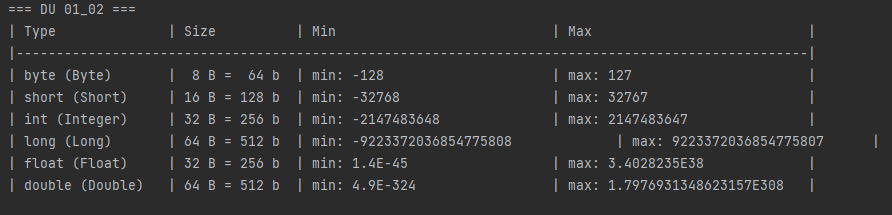 === DU 01_02 ===
| Type             | Size          | Min                           | Max                          |
|------------------------------------------------------------------------------------------------|
| byte (Byte)      |  8 B =  64 b  | min: -128                     | max: 127                     |
| short (Short)    | 16 B = 128 b  | min: -32768                   | max: 32767                   |
| int (Integer)    | 32 B = 256 b  | min: -2147483648              | max: 2147483647              |
| long (Long)      | 64 B = 512 b  | min: -9223372036854775808             | max: 9223372036854775807      |
| float (Float)    | 32 B = 256 b  | min: 1.4E-45                  | max: 3.4028235E38            |
| double (Double)  | 64 B = 512 b  | min: 4.9E-324                 | max: 1.7976931348623157E308  |